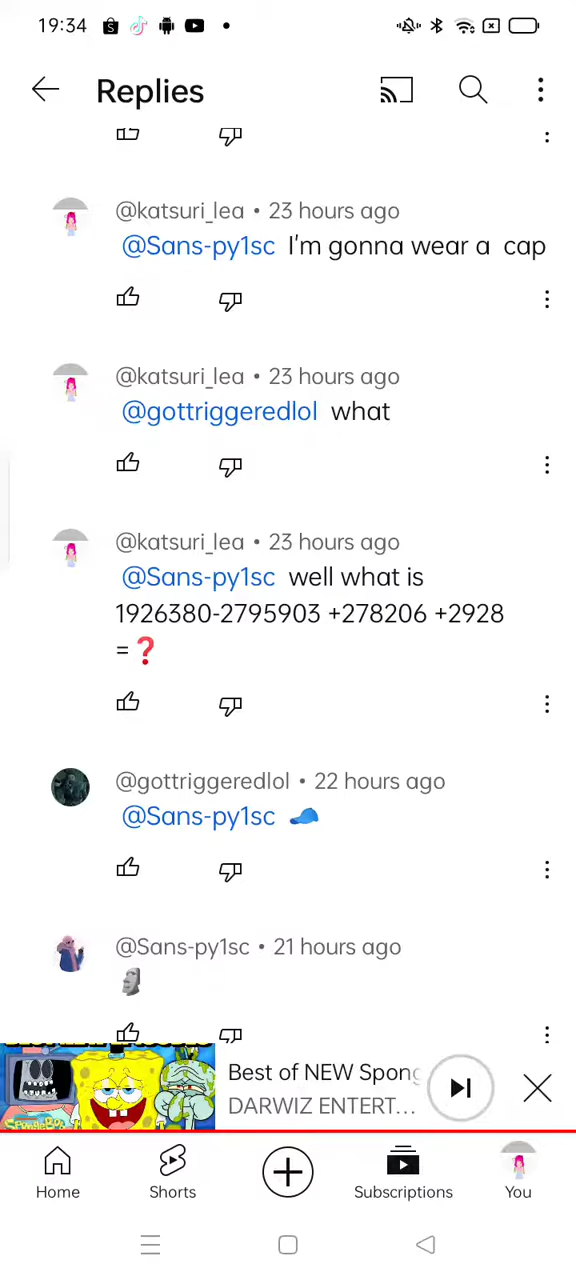 19:34
Replies
@katsuri_lea • 23 hours ago
@Sans-py1sc I'm gonna wear a cap
@katsuri_lea • 23 hours ago
@gottriggeredlol what
@katsuri_lea • 23 hours ago
@Sans-py1sc well what is
1926380-2795903 +278206 +2928
=❓
@gottriggeredlol • 22 hours ago
@Sans-py1sc 🧢
@Sans-py1sc • 21 hours ago
🗿
Best of NEW Spong
DARWIZ ENTERT...
Home
Shorts
Subscriptions
You